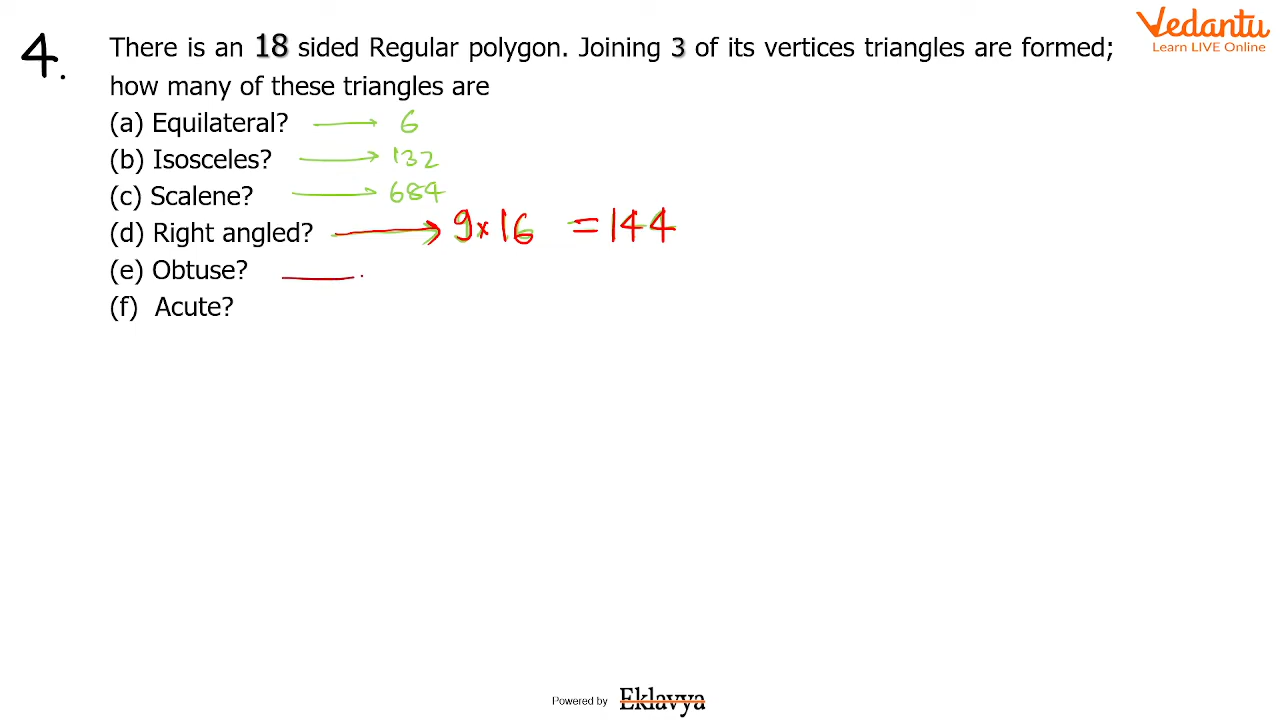 Vedantu
Learn LIVE Online
4. There is an 18 sided Regular polygon. Joining 3 of its vertices triangles are formed;
how many of these triangles are
(a) Equilateral? → 6
(b) Isosceles? → 132
(c) Scalene? → 684
(d) Right angled? → 9 x 16 = 144
(e) Obtuse?
(f) Acute?
Powered by Eklavya